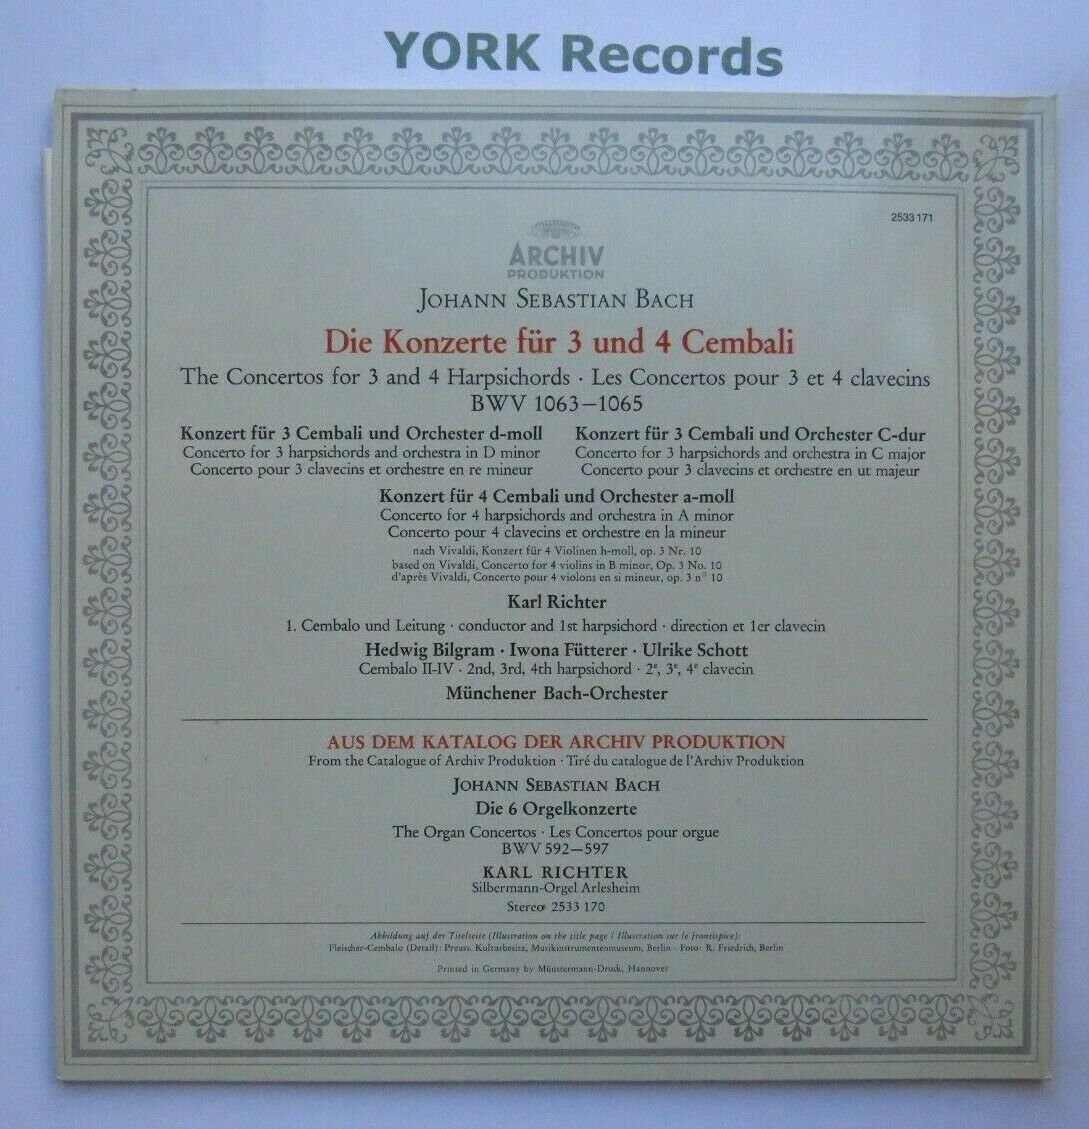 YORK Records
2533 171
ARCHIV
PRODUKTION
JOHANN SEBASTIAN BACH
Die Konzerte für 3 und 4 Cembali
The Concertos for 3 and 4 Harpsichords · Les Concertos pour 3 et 4 clavecins
BWV 1063–1065
Konzert für 3 Cembali und Orchester d-moll
Concerto for 3 harpsichords and orchestra in D minor
Concerto pour 3 clavecins et orchestre en re mineur
Konzert für 3 Cembali und Orchester C-dur
Concerto for 3 harpsichords and orchestra in C major
Concerto pour 3 clavecins et orchestre en ut majeur
Konzert für 4 Cembali und Orchester a-moll
Concerto for 4 harpsichords and orchestra in A minor
Concerto pour 4 clavecins et orchestre en la mineur
nach Vivaldi, Konzert für 4 Violinen h-moll, op. 3 Nr. 10
based on Vivaldi, Concerto for 4 violins in B minor, Op. 3 No. 10
d'après Vivaldi, Concerto pour 4 violons en si mineur, op. 3 n° 10
Karl Richter
1. Cembalo und Leitung · conductor and 1st harpsichord · direction et 1er clavecin
Hedwig Bilgram · Iwona Fütterer · Ulrike Schott
Cembalo II-IV · 2nd, 3rd, 4th harpsichord · 2e, 3e, 4e clavecin
Münchener Bach-Orchester
AUS DEM KATALOG DER ARCHIV PRODUKTION
From the Catalogue of Archiv Produktion · Tiré du catalogue de l'Archiv Produktion
JOHANN SEBASTIAN BACH
Die 6 Orgelkonzerte
The Organ Concertos · Les Concertos pour orgue
BWV 592–597
KARL RICHTER
Silbermann-Orgel Arlesheim
Stereo 2533 170
Abbildung auf der Titelseite (Illustration on the title page / Illustration sur le frontispice):
Fleischer-Cembalo (Detail): Preuss. Kulturbesitz, Musikinstrumentenmuseum, Berlin · Foto: R. Friedrich, Berlin
Printed in Germany by Münstermann-Druck, Hannover